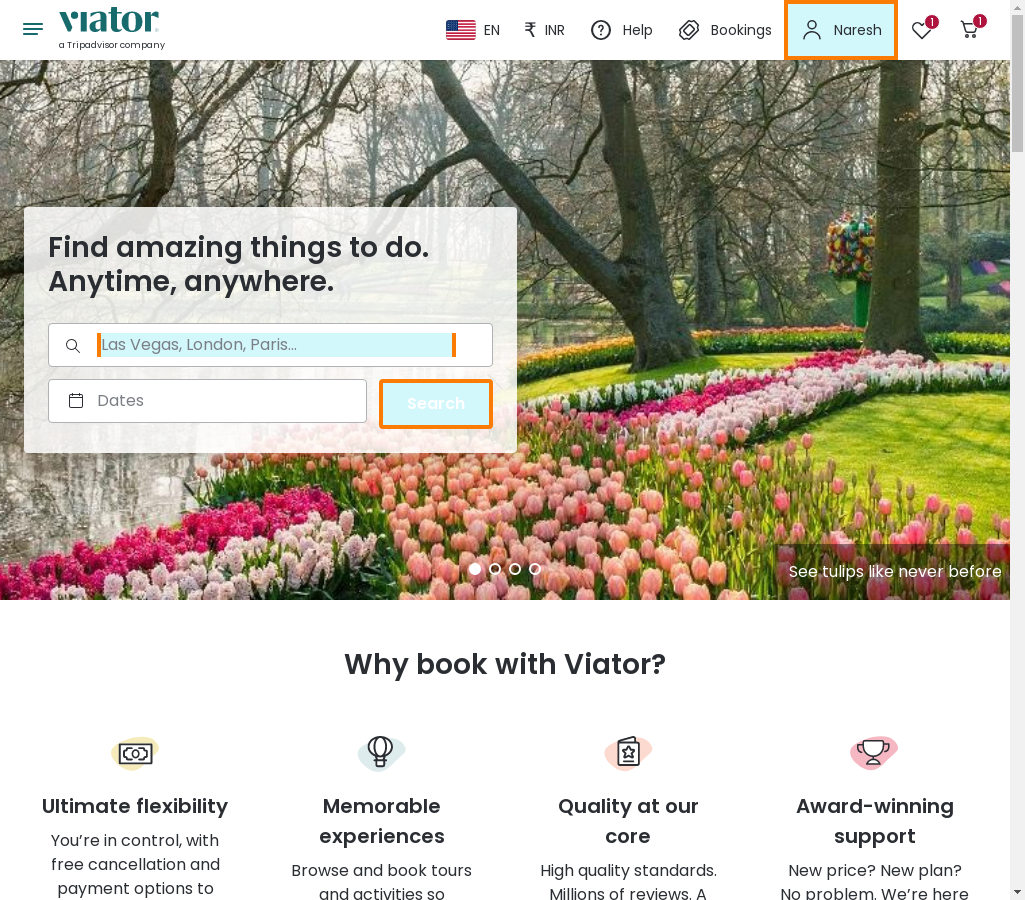 viator
a Tripadvisor company
EN
₹ INR
Help
Bookings
Naresh
1
1
Find amazing things to do.
Anytime, anywhere.
Las Vegas, London, Paris...
Dates
Search
See tulips like never before
Why book with Viator?
Ultimate flexibility
You’re in control, with
free cancellation and
payment options to
Memorable
experiences
Browse and book tours
and activities so
Quality at our
core
High quality standards.
Millions of reviews. A
Award-winning
support
New price? New plan?
No problem. We’re here